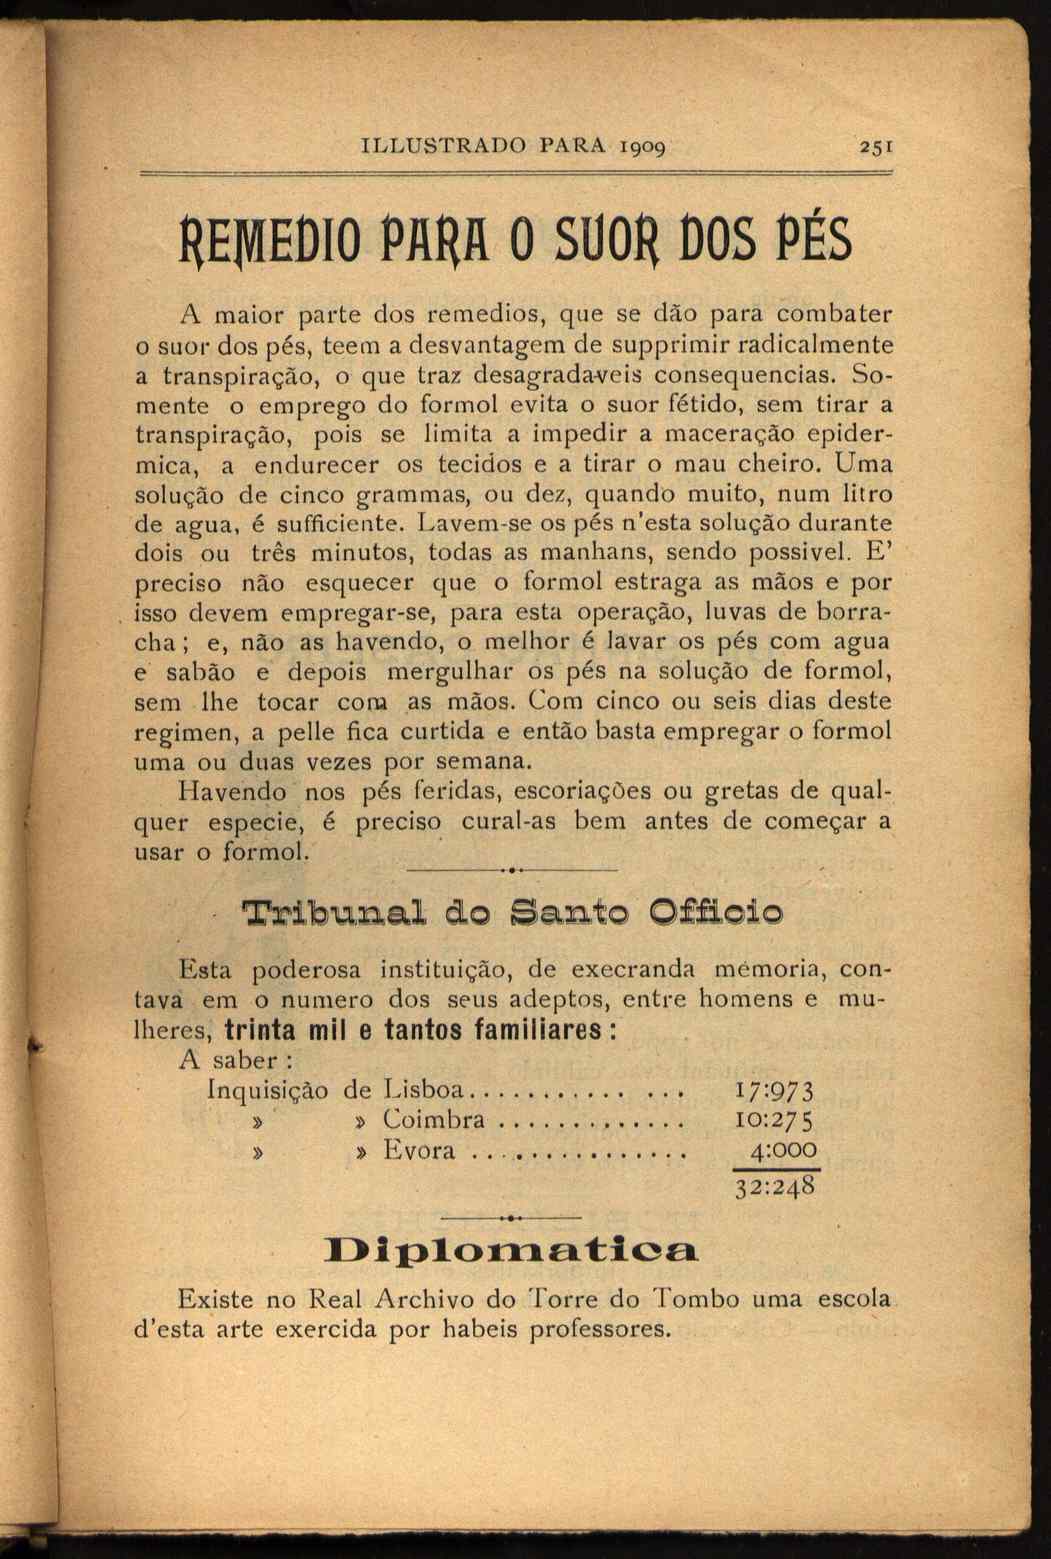 ILLUSTRADO PARA 1909 251
REMEDIO PARA O SUOR DOS PÉS
A maior parte dos remedios, que se dão para combater
o suor dos pés, teem a desvantagem de supprimir radicalmente
a transpiração, o que traz desagradaveis consequencias. So-
mente o emprego do formol evita o suor fétido, sem tirar a
transpiração, pois se limita a impedir a maceração epider-
mica, a endurecer os tecidos e a tirar o mau cheiro. Uma
solução de cinco grammas, ou dez, quando muito, num litro
de agua, é sufficiente. Lavem-se os pés n'esta solução durante
dois ou três minutos, todas as manhans, sendo possivel. E'
preciso não esquecer que o formol estraga as mãos e por
isso devem empregar-se, para esta operação, luvas de borra-
cha; e, não as havendo, o melhor é lavar os pés com agua
e sabão e depois mergulhar os pés na solução de formol,
sem lhe tocar com as mãos. Com cinco ou seis dias deste
regimen, a pelle fica curtida e então basta empregar o formol
uma ou duas vezes por semana.
Havendo nos pés feridas, escoriações ou gretas de qual-
quer especie, é preciso cural-as bem antes de começar a
usar o formol.
Tribunal do Santo Officio
Esta poderosa instituição, de execranda memoria, con-
tava em o numero dos seus adeptos, entre homens e mu-
lheres, trinta mil e tantos familiares:
A saber:
Inquisição de Lisboa.............. 17:973
» » Coimbra ............. 10:275
» » Evora ............... 4:000
32:248
Diplomatica
Existe no Real Archivo do Torre do Tombo uma escola
d'esta arte exercida por habeis professores.